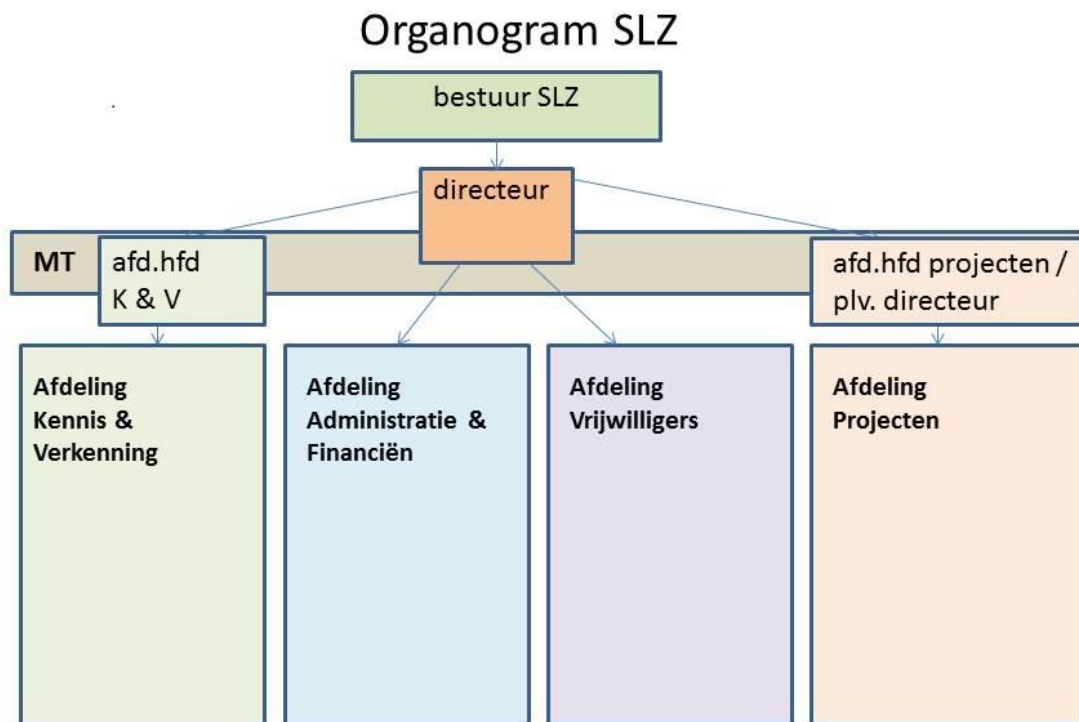 Organogram SLZ
bestuur SLZ
directeur
MT
afd.hfd
K & V
afd.hfd projecten /
plv. directeur
Afdeling
Kennis &
Verkenning
Afdeling
Administratie &
Financiën
Afdeling
Vrijwilligers
Afdeling
Projecten